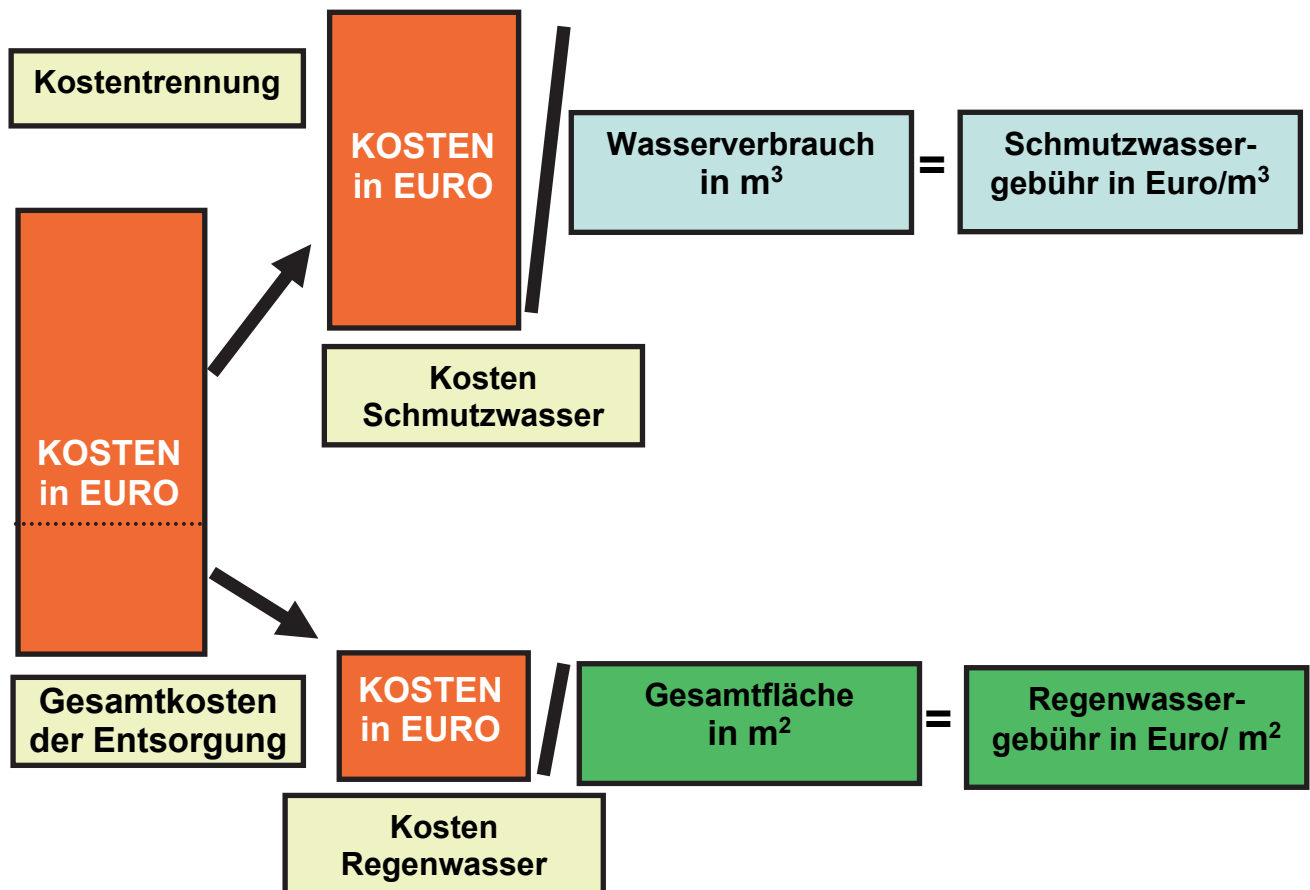 Kostentrennung
KOSTEN
in EURO
Wasserverbrauch
in m³
=
Schmutzwasser-
gebühr in Euro/m³
Kosten
Schmutzwasser
KOSTEN
in EURO
Gesamtkosten
der Entsorgung
KOSTEN
in EURO
Gesamtfläche
in m²
=
Regenwasser-
gebühr in Euro/ m²
Kosten
Regenwasser